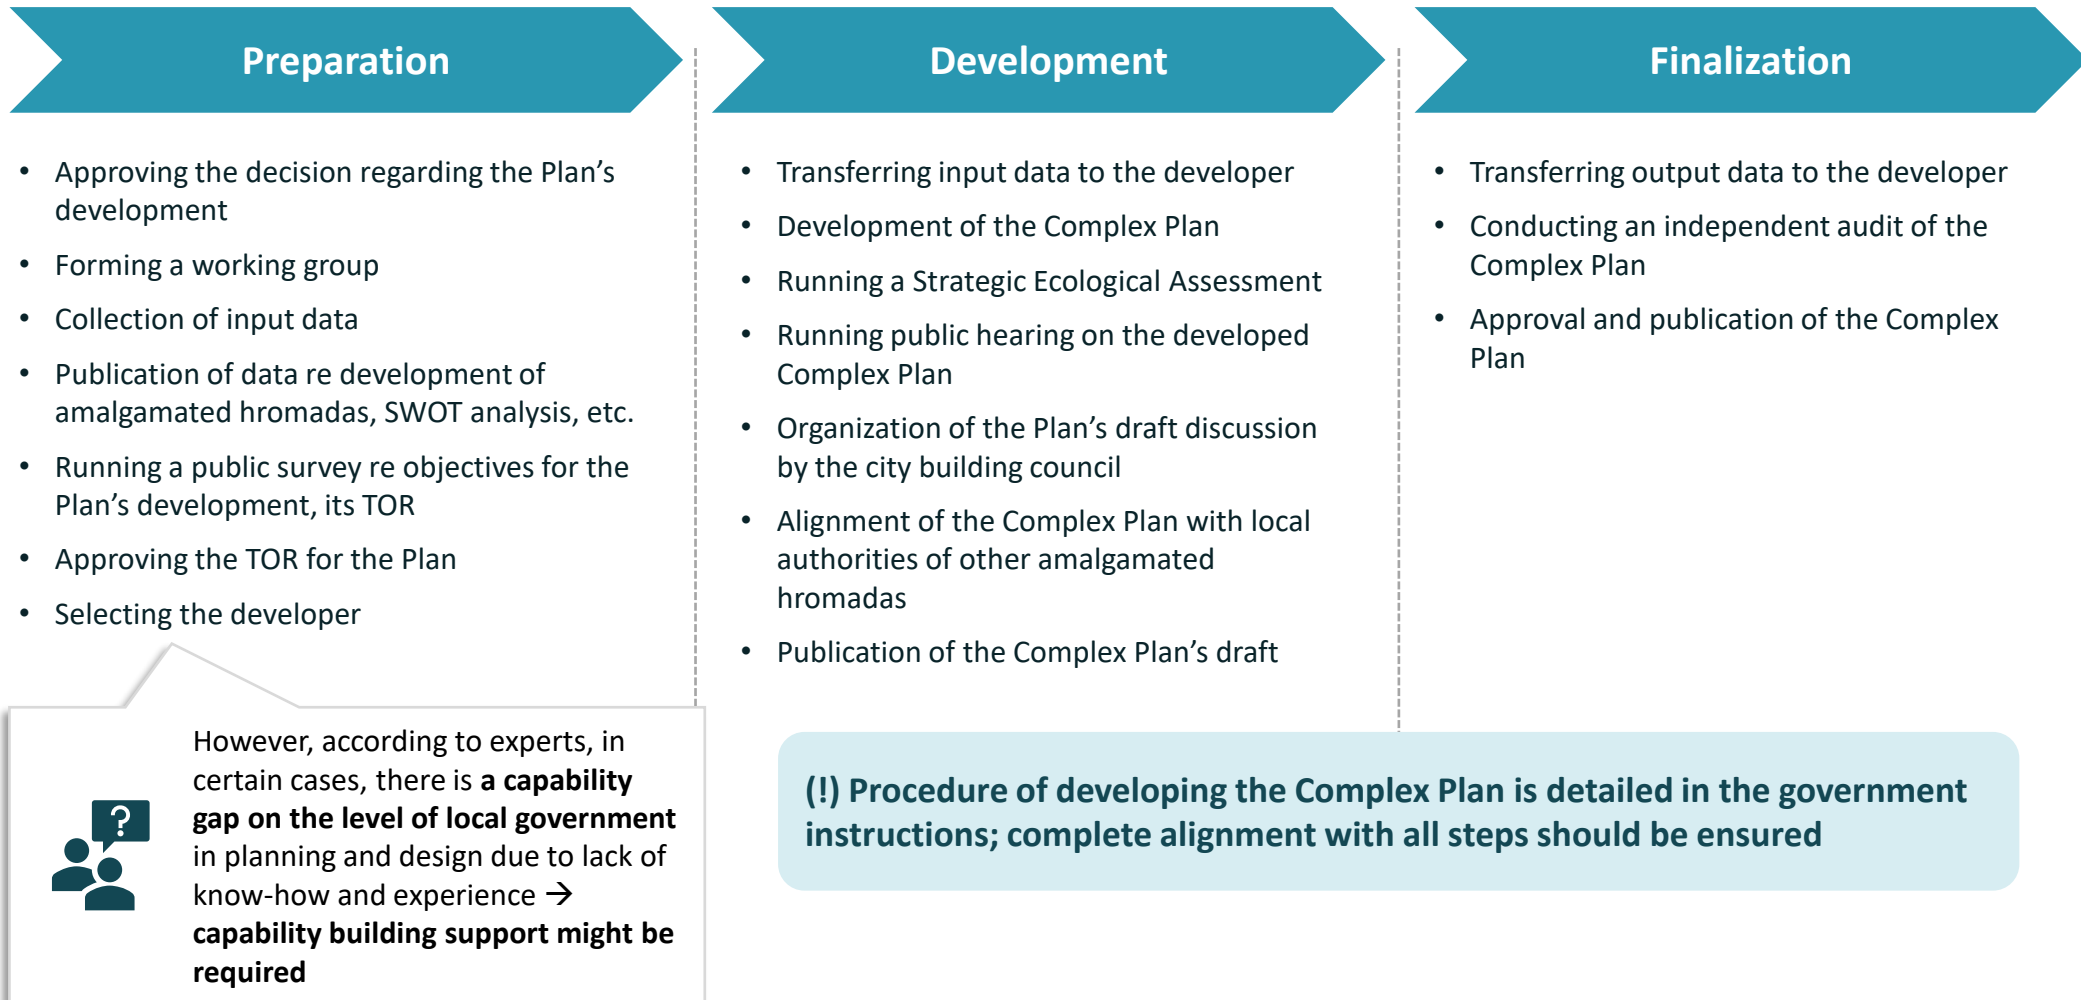 Preparation
• Approving the decision regarding the Plan’s
development
• Forming a working group
• Collection of input data
• Publication of data re development of
amalgamated hromadas, SWOT analysis, etc.
• Running a public survey re objectives for the
Plan’s development, its TOR
• Approving the TOR for the Plan
• Selecting the developer
?
However, according to experts, in
certain cases, there is a capability
gap on the level of local government
in planning and design due to lack of
know-how and experience →
capability building support might be
required
Development
• Transferring input data to the developer
• Development of the Complex Plan
• Running a Strategic Ecological Assessment
• Running public hearing on the developed
Complex Plan
• Organization of the Plan’s draft discussion
by the city building council
• Alignment of the Complex Plan with local
authorities of other amalgamated
hromadas
• Publication of the Complex Plan’s draft
Finalization
• Transferring output data to the developer
• Conducting an independent audit of the
Complex Plan
• Approval and publication of the Complex
Plan
(!) Procedure of developing the Complex Plan is detailed in the government
instructions; complete alignment with all steps should be ensured